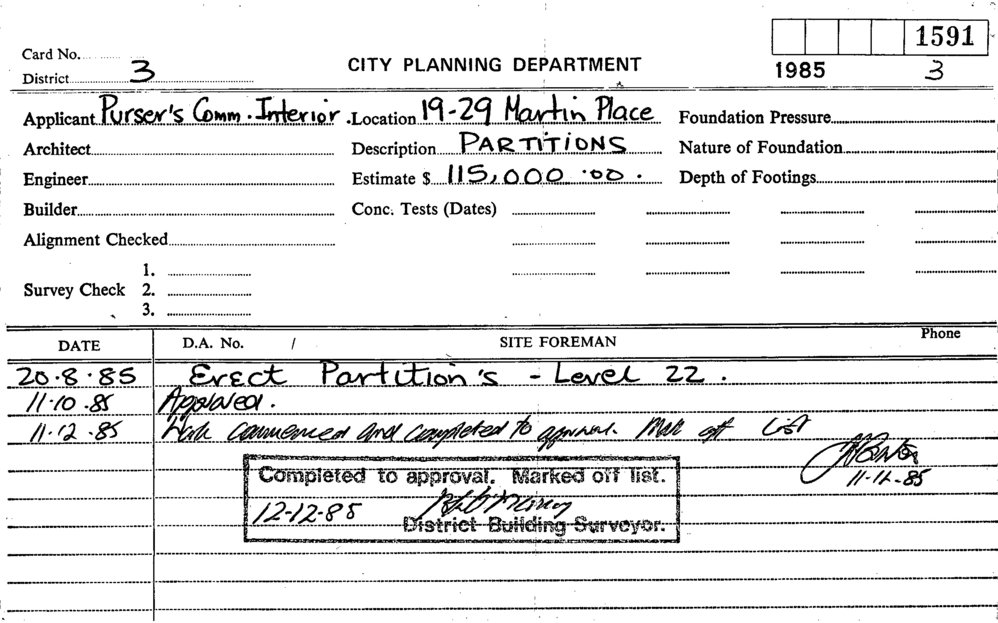 1591
Card No.
District 3
CITY PLANNING DEPARTMENT
1985 3
Applicant Purser's Comm. Interior Location 19-29 Martin Place Foundation Pressure
Architect Description PARTITIONS Nature of Foundation
Engineer Estimate $ 115,000.00. Depth of Footings
Builder Conc. Tests (Dates)
Alignment Checked
1.
Survey Check 2.
3.
DATE D.A. No. / SITE FOREMAN Phone
20.8.85 Erect Partition's - Level 22.
11.10.85 Approved.
11.12.85 Work commenced and completed to approval. Mark off List
11-12-85
Completed to approval. Marked off list.
12-12-85
District Building Surveyor.